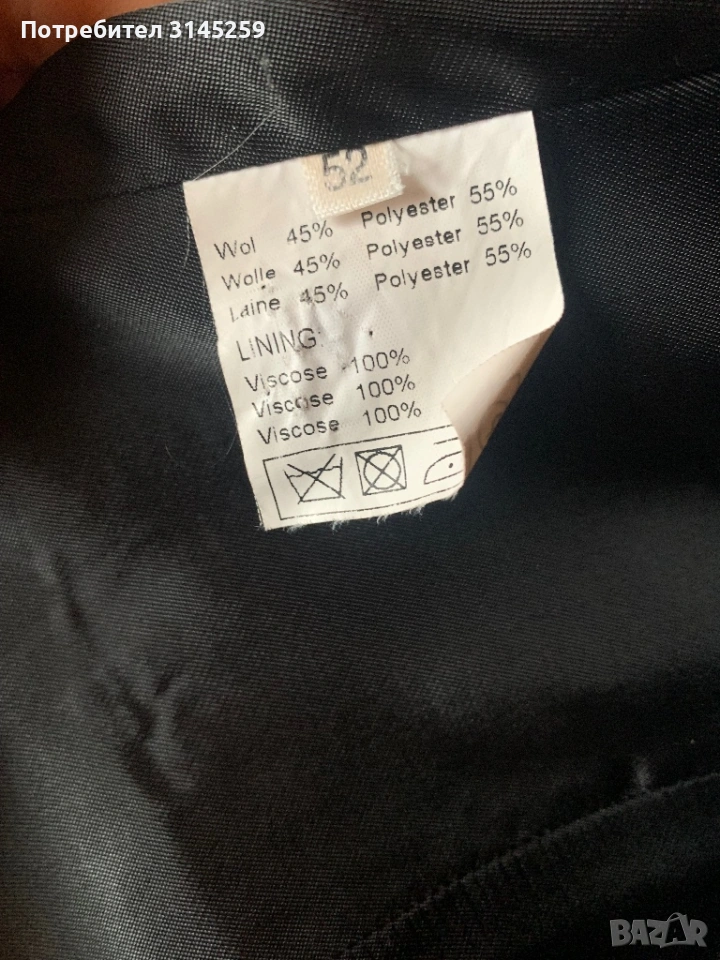 Потребител 3145259
52
Wol 45% Polyester 55%
Wolle 45% Polyester 55%
Laine 45% Polyester 55%
LINING:
Viscose 100%
Viscose 100%
Viscose 100%
BAZAR